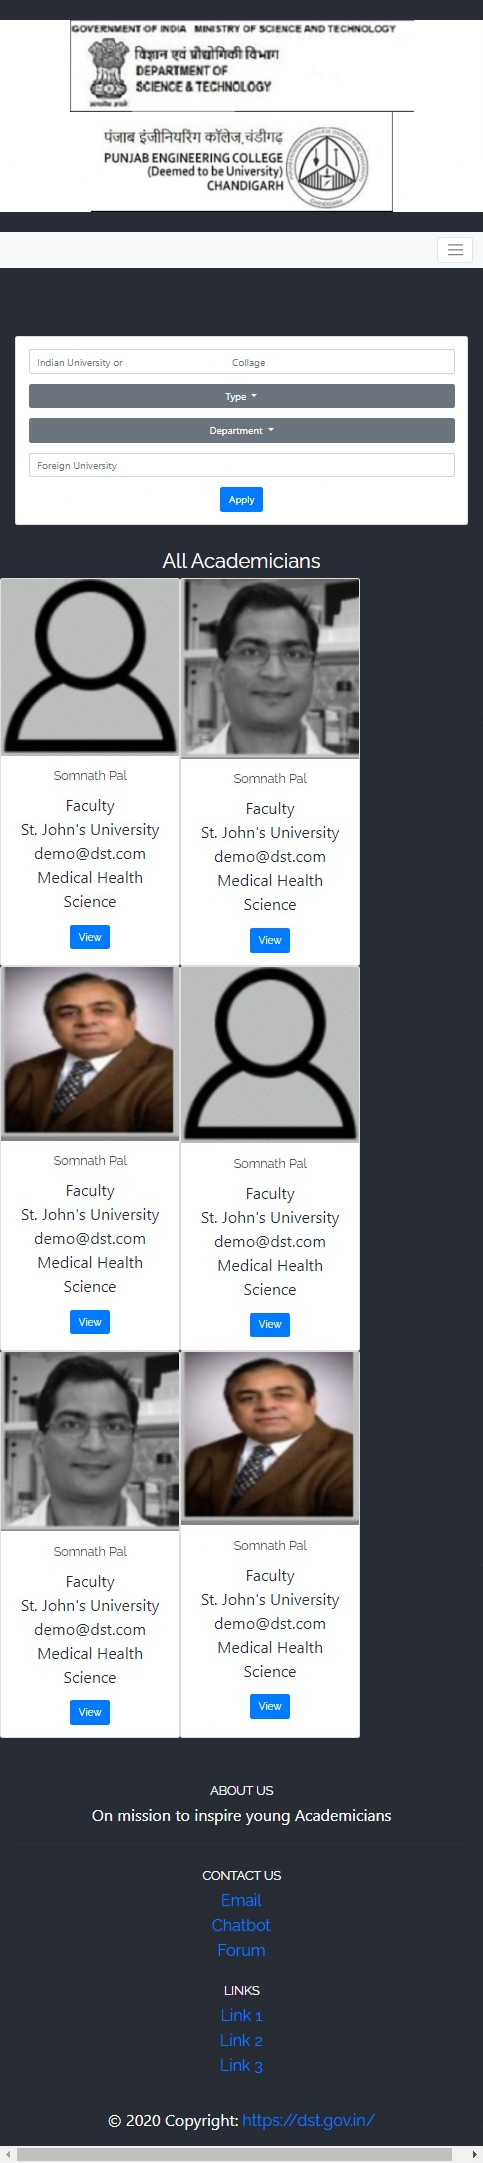 GOVERNMENT OF INDIA MINISTRY OF SCIENCE AND TECHNOLOGY
विज्ञान एवं प्रौद्योगिकी विभाग
DEPARTMENT OF
SCIENCE & TECHNOLOGY
पंजाब इंजीनियरिंग कॉलेज, चंडीगढ़
PUNJAB ENGINEERING COLLEGE
(Deemed to be University)
CHANDIGARH
Indian University or Collage
Type
Department
Foreign University
Apply
All Academicians
Somnath Pal
Faculty
St. John's University
demo@dst.com
Medical Health
Science
View
Somnath Pal
Faculty
St. John's University
demo@dst.com
Medical Health
Science
View
Somnath Pal
Faculty
St. John's University
demo@dst.com
Medical Health
Science
View
Somnath Pal
Faculty
St. John's University
demo@dst.com
Medical Health
Science
View
Somnath Pal
Faculty
St. John's University
demo@dst.com
Medical Health
Science
View
Somnath Pal
Faculty
St. John's University
demo@dst.com
Medical Health
Science
View
ABOUT US
On mission to inspire young Academicians
CONTACT US
Email
Chatbot
Forum
LINKS
Link 1
Link 2
Link 3
© 2020 Copyright: https://dst.gov.in/